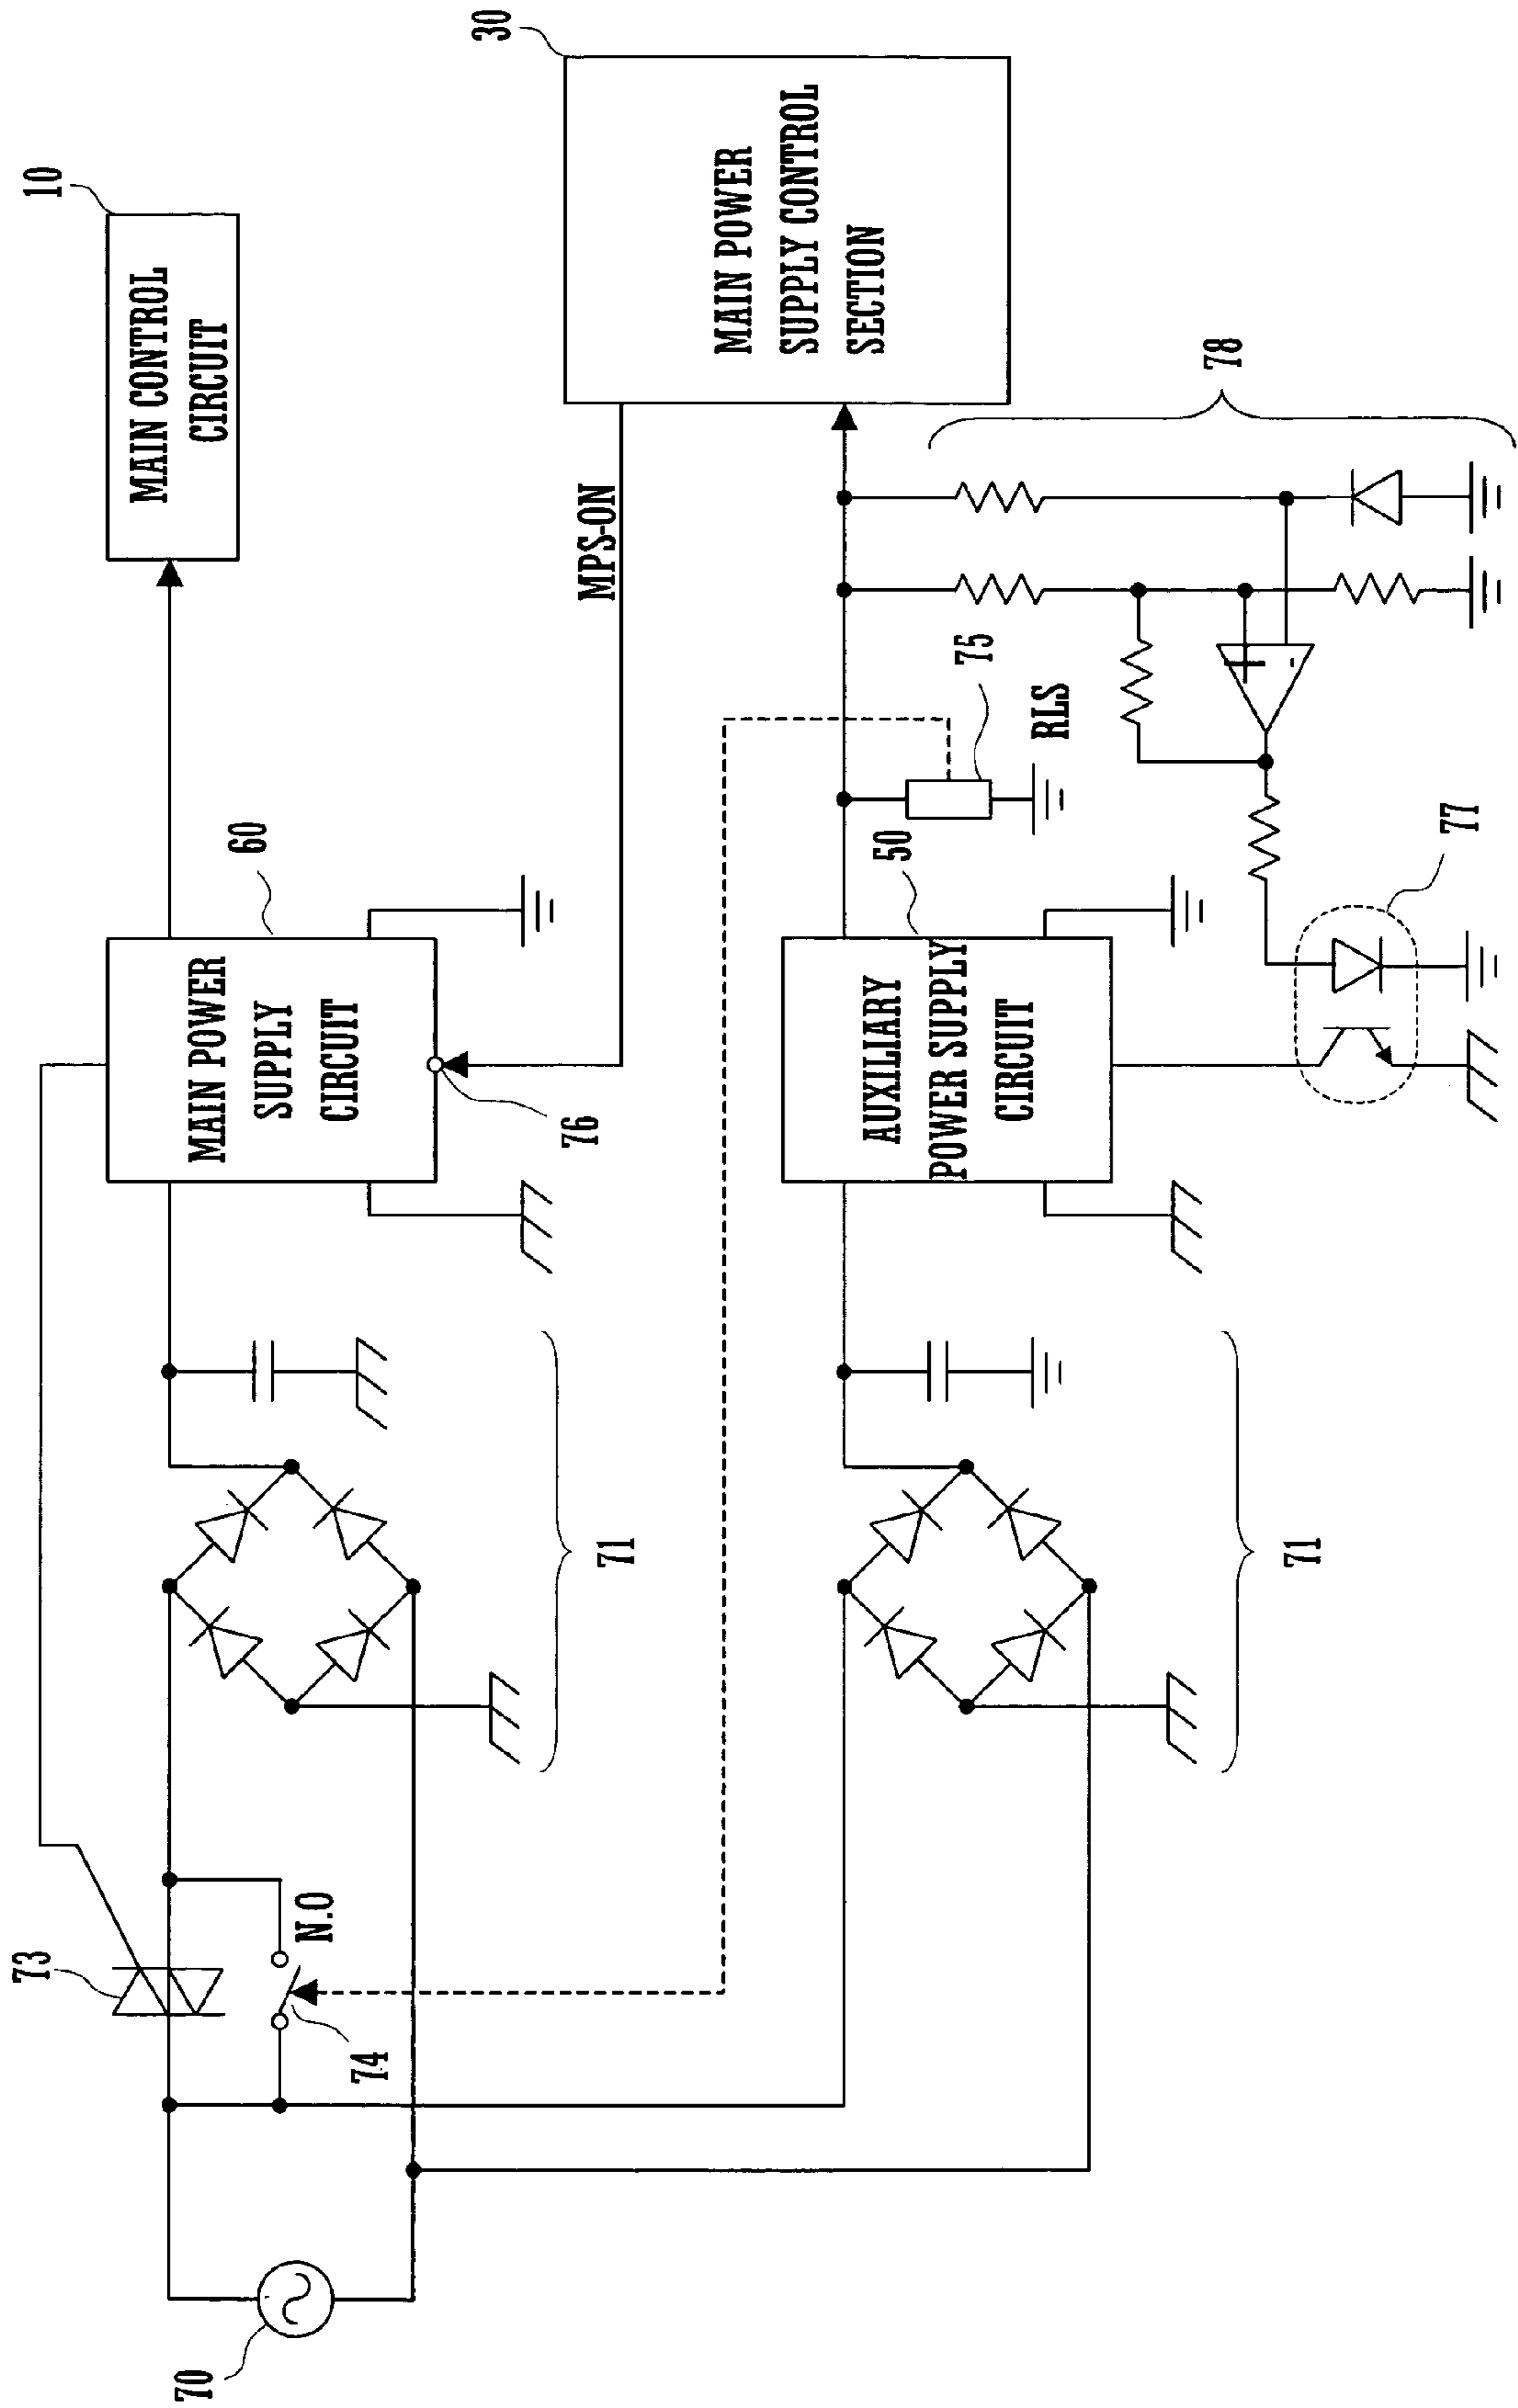 10
MAIN CONTROL
CIRCUIT
30
MAIN POWER
SUPPLY CONTROL
SECTION
60
MAIN POWER
SUPPLY
CIRCUIT
MPS-ON
76
73
N.O
74
70
71
50
AUXILIARY
POWER SUPPLY
CIRCUIT
75
RLS
78
+
-
77
71